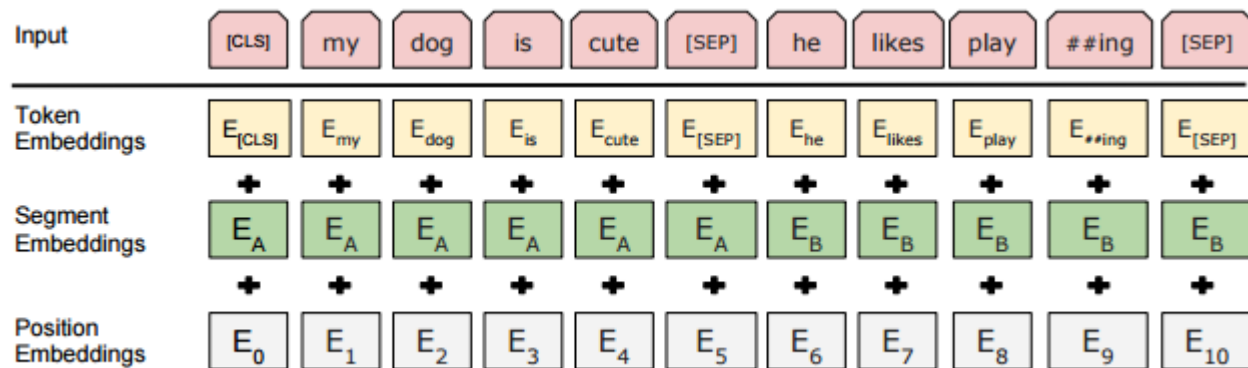 Input [CLS] my dog is cute [SEP] he likes play ##ing [SEP]
Token
Embeddings E[CLS] Emy Edog Eis Ecute E[SEP] Ehe Elikes Eplay E##ing E[SEP]
+ + + + + + + + + + +
Segment
Embeddings EA EA EA EA EA EA EB EB EB EB EB
+ + + + + + + + + + +
Position
Embeddings E0 E1 E2 E3 E4 E5 E6 E7 E8 E9 E10